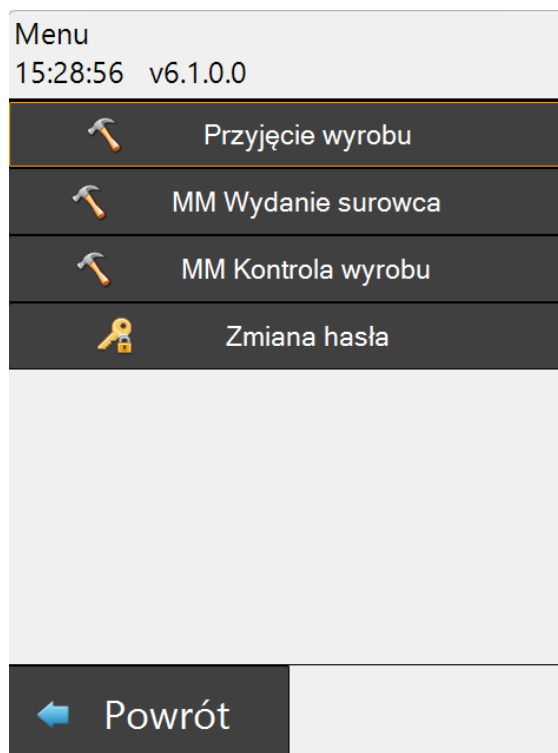 Menu
15:28:56 v6.1.0.0
Przyjęcie wyrobu
MM Wydanie surowca
MM Kontrola wyrobu
Zmiana hasła
Powrót